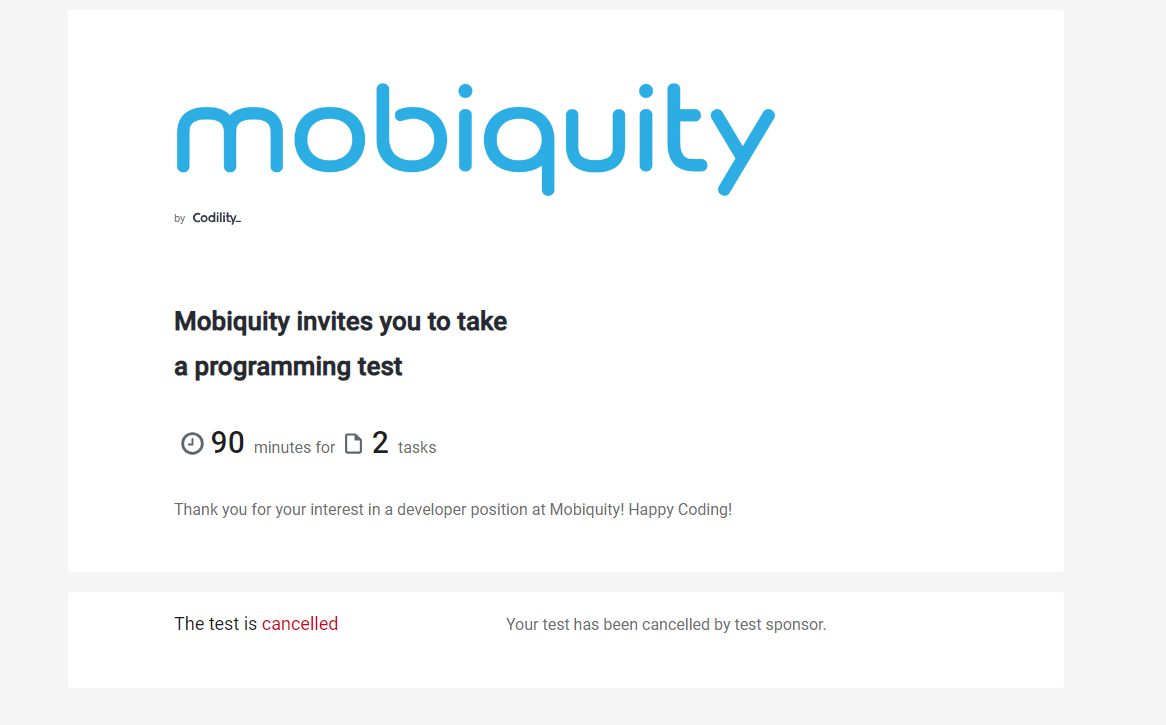 mobiquity
by Codility_
Mobiquity invites you to take
a programming test
90 minutes for 2 tasks
Thank you for your interest in a developer position at Mobiquity! Happy Coding!
The test is cancelled
Your test has been cancelled by test sponsor.